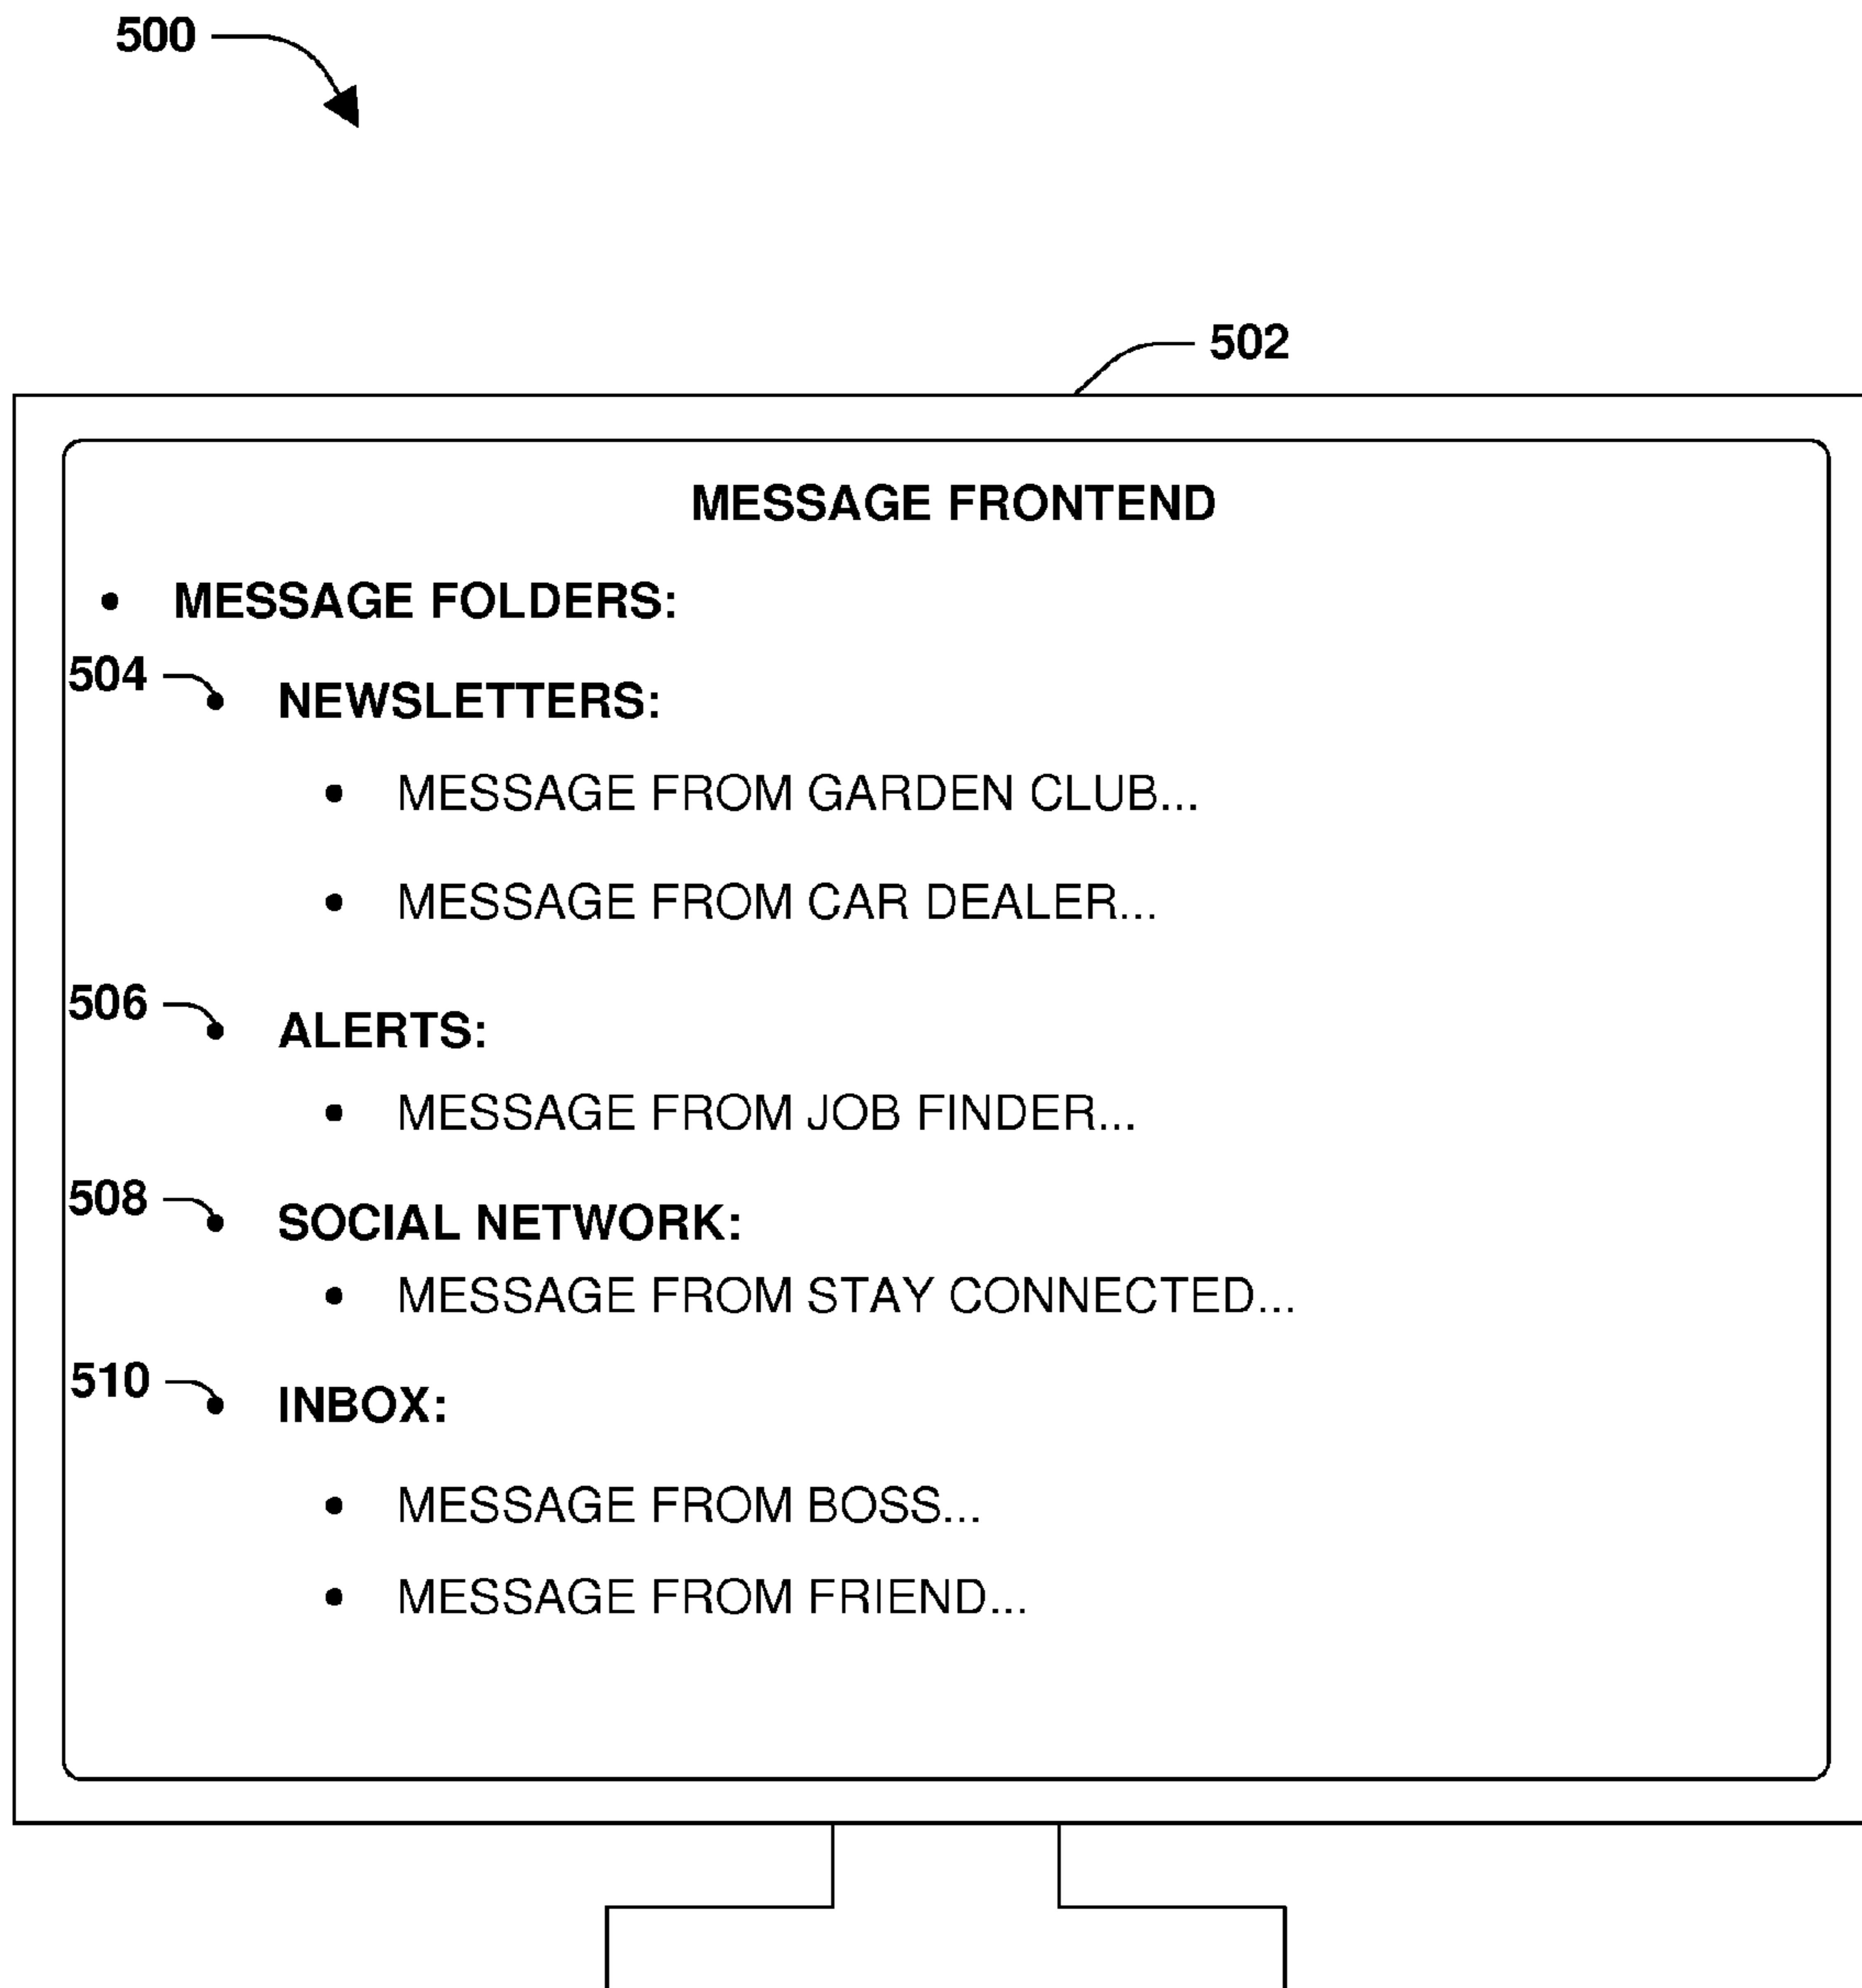 500
502
MESSAGE FRONTEND
• MESSAGE FOLDERS:
504
• NEWSLETTERS:
• MESSAGE FROM GARDEN CLUB...
• MESSAGE FROM CAR DEALER...
506
• ALERTS:
• MESSAGE FROM JOB FINDER...
508
• SOCIAL NETWORK:
• MESSAGE FROM STAY CONNECTED...
510
• INBOX:
• MESSAGE FROM BOSS...
• MESSAGE FROM FRIEND...